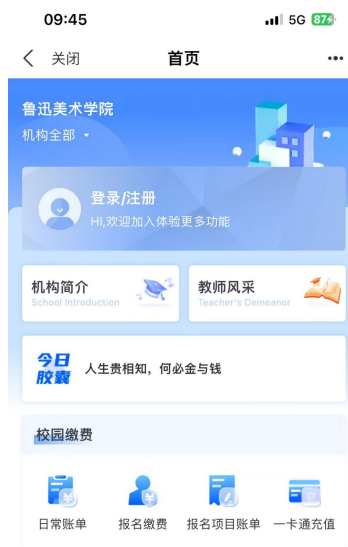 09:45
5G 87
关闭
首页
鲁迅美术学院
机构全部
登录/注册
HI,欢迎加入体验更多功能
机构简介
School Introduction
教师风采
Teacher's Demeanor
今日
胶囊
人生贵相知，何必金与钱
校园缴费
日常账单
报名缴费
报名项目账单
一卡通充值